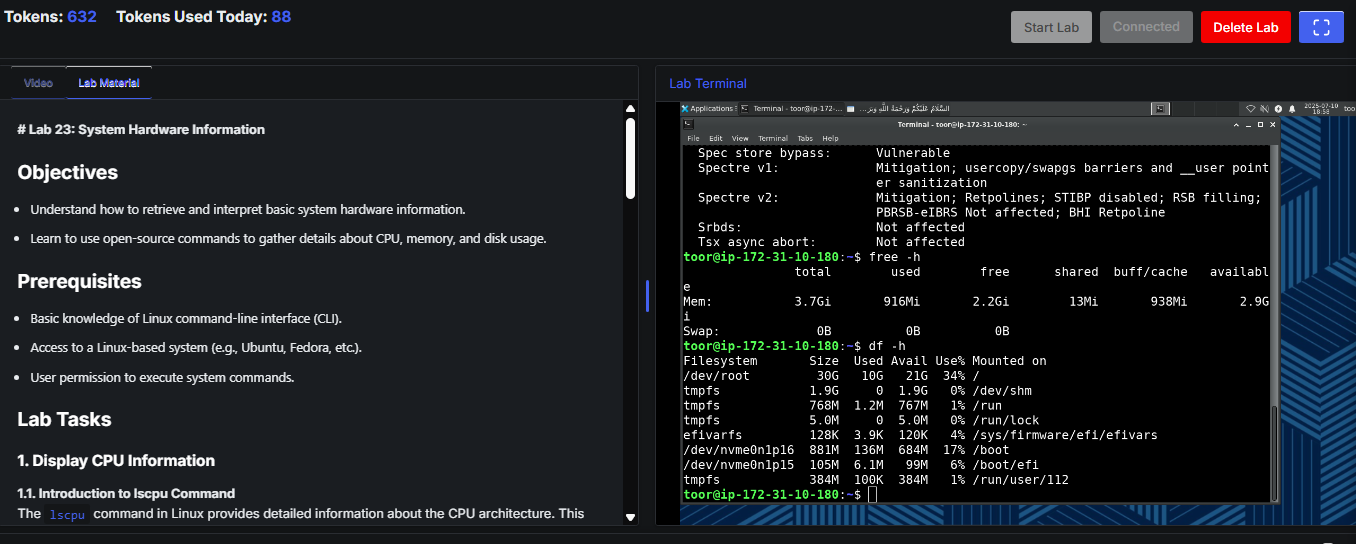 Tokens: 632 Tokens Used Today: 88
Start Lab
Connected
Delete Lab
Video
Lab Material
# Lab 23: System Hardware Information
Objectives
• Understand how to retrieve and interpret basic system hardware information.
• Learn to use open-source commands to gather details about CPU, memory, and disk usage.
Prerequisites
• Basic knowledge of Linux command-line interface (CLI).
• Access to a Linux-based system (e.g., Ubuntu, Fedora, etc.).
• User permission to execute system commands.
Lab Tasks
1. Display CPU Information
1.1. Introduction to lscpu Command
The lscpu command in Linux provides detailed information about the CPU architecture. This
Lab Terminal
Applications
Terminal - toor@ip-172-...
السَّلَامُ عَلَيْكُمْ وَرَحْمَةُ اللَّهِ وَبَرَ...
2025-07-10
18:58
toor
Terminal - toor@ip-172-31-10-180: ~
File Edit View Terminal Tabs Help
Spec store bypass: Vulnerable
Spectre v1: Mitigation; usercopy/swapgs barriers and __user point
er sanitization
Spectre v2: Mitigation; Retpolines; STIBP disabled; RSB filling;
PBRSB-eIBRS Not affected; BHI Retpoline
Srbds: Not affected
Tsx async abort: Not affected
toor@ip-172-31-10-180:~$ free -h
total used free shared buff/cache availabl
e
Mem: 3.7Gi 916Mi 2.2Gi 13Mi 938Mi 2.9G
i
Swap: 0B 0B 0B
toor@ip-172-31-10-180:~$ df -h
Filesystem Size Used Avail Use% Mounted on
/dev/root 30G 10G 21G 34% /
tmpfs 1.9G 0 1.9G 0% /dev/shm
tmpfs 768M 1.2M 767M 1% /run
tmpfs 5.0M 0 5.0M 0% /run/lock
efivarfs 128K 3.9K 120K 4% /sys/firmware/efi/efivars
/dev/nvme0n1p16 881M 136M 684M 17% /boot
/dev/nvme0n1p15 105M 6.1M 99M 6% /boot/efi
tmpfs 384M 100K 384M 1% /run/user/112
toor@ip-172-31-10-180:~$